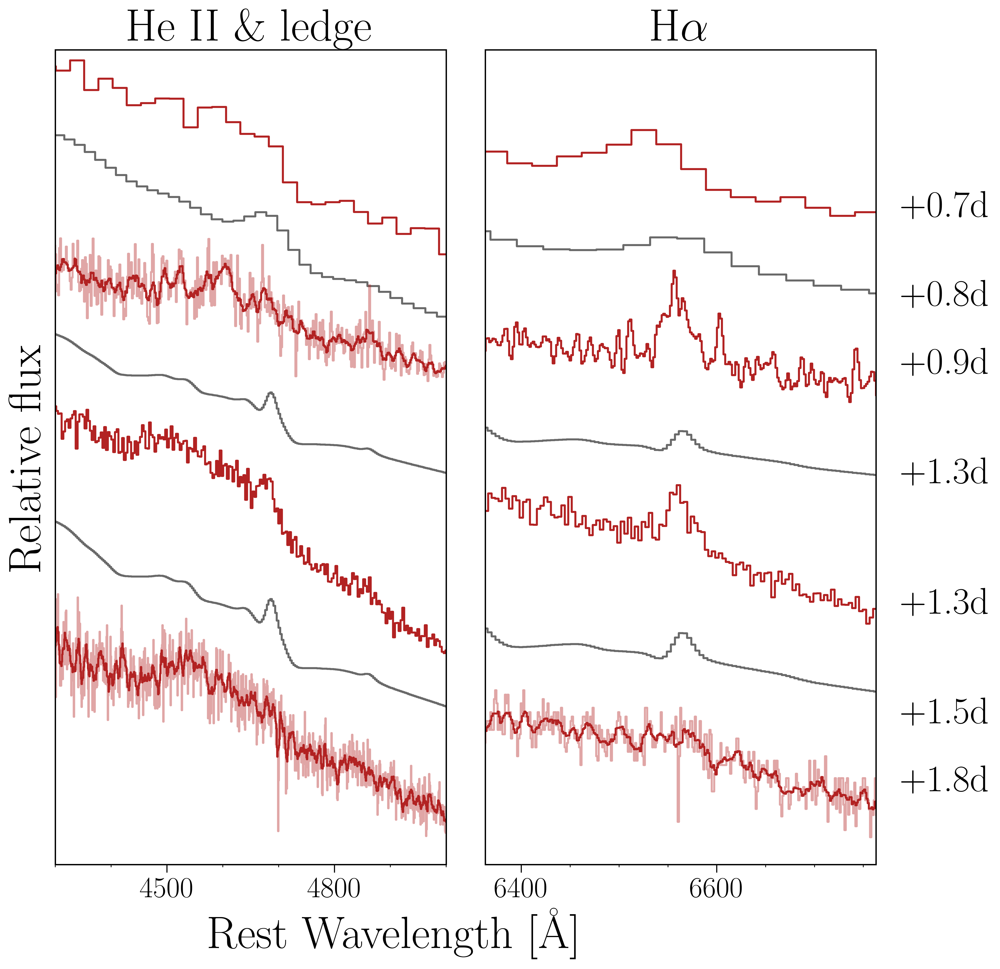 He II & ledge
Hα
+0.7d
+0.8d
+0.9d
+1.3d
+1.3d
+1.5d
+1.8d
Relative flux
4500
4800
6400
6600
Rest Wavelength [Å]